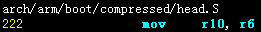 arch/arm/boot/compressed/head.S
222 mov r10, r6